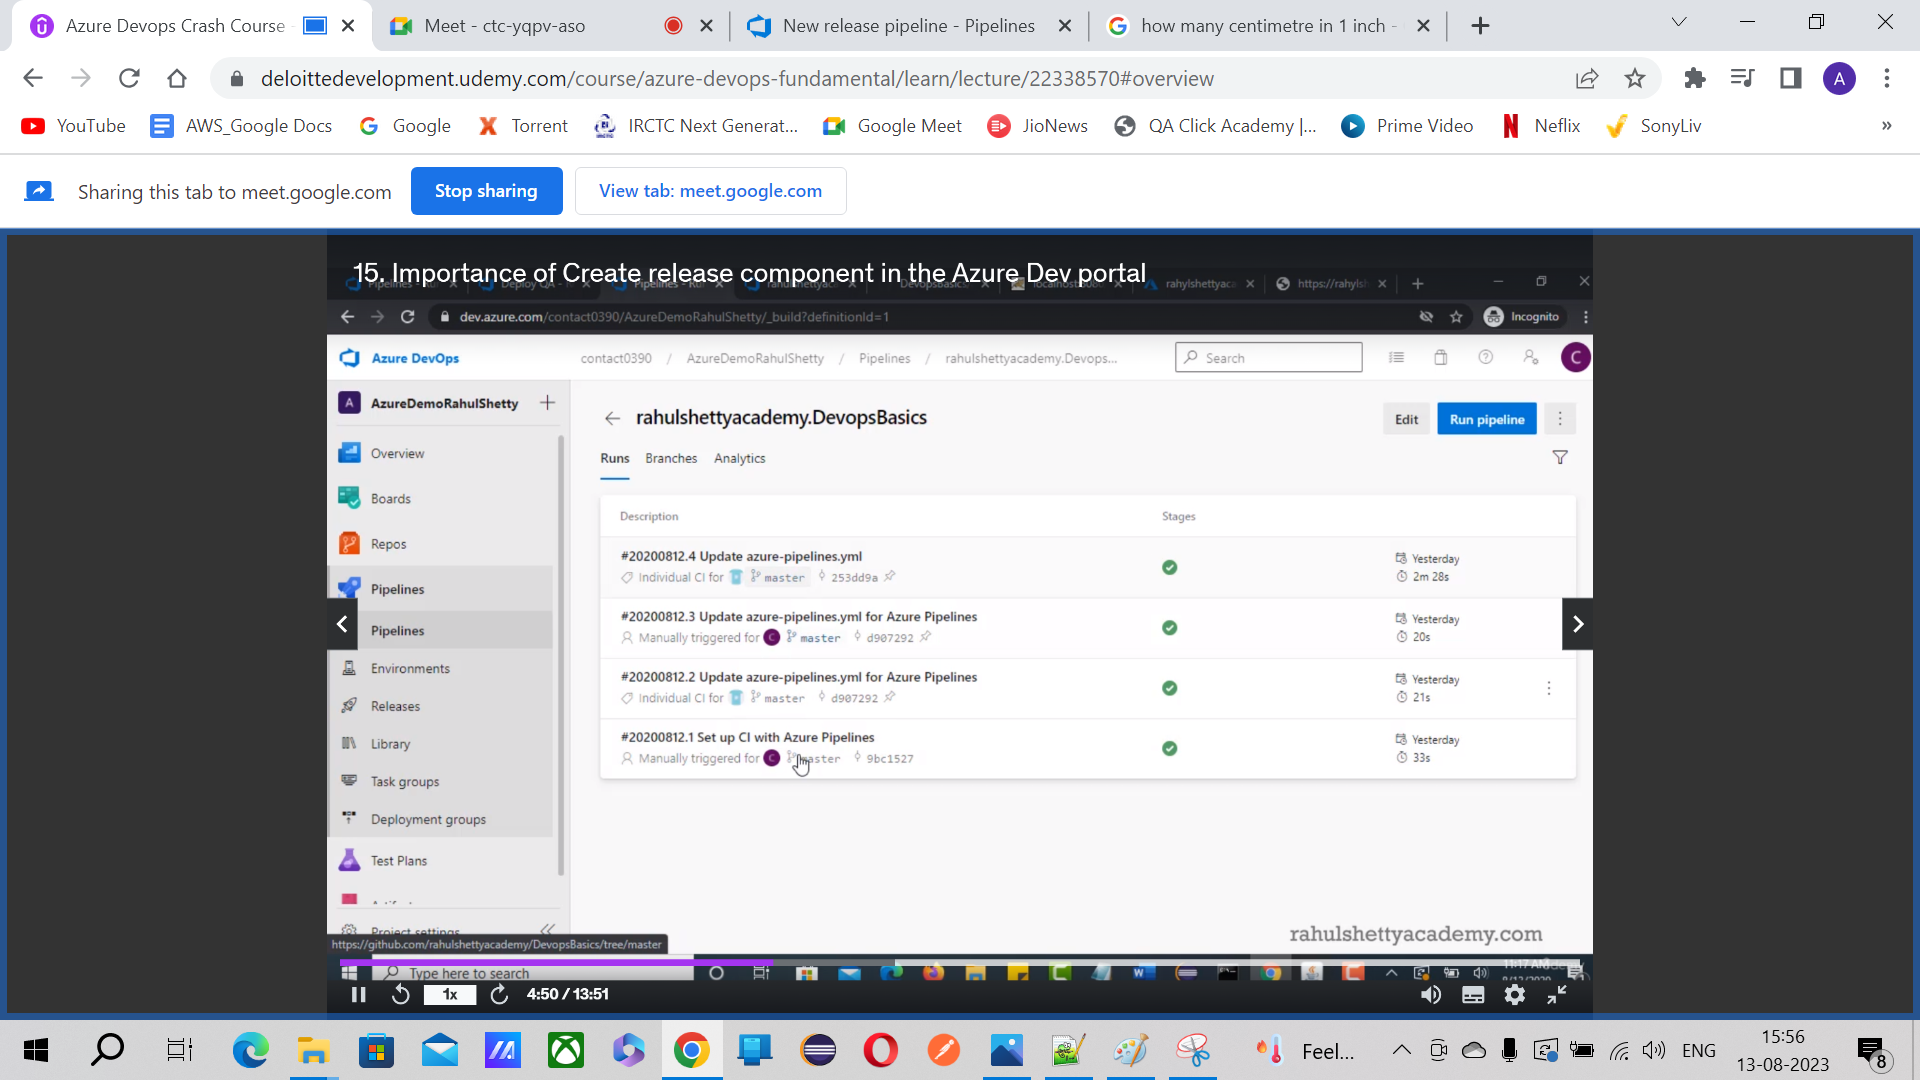 Azure Devops Crash Course
Meet - ctc-yqpv-aso
New release pipeline - Pipelines
how many centimetre in 1 inch -
deloittedevelopment.udemy.com/course/azure-devops-fundamental/learn/lecture/22338570#overview
A
YouTube
AWS_Google Docs
Google
Torrent
IRCTC Next Generat...
Google Meet
JioNews
QA Click Academy |...
Prime Video
Neflix
SonyLiv
»
Sharing this tab to meet.google.com
Stop sharing
View tab: meet.google.com
15. Importance of Create release component in the Azure Dev portal
rahylshettyac
https://rahylsh
dev.azure.com/contact0390/AzureDemoRahulShetty/_build?definitionId=1
Incognito
Azure DevOps
contact0390 / AzureDemoRahulShetty / Pipelines / rahulshettyacademy.Devops...
Search
C
A
AzureDemoRahulShetty
Overview
Boards
Repos
Pipelines
Pipelines
Environments
Releases
Library
Task groups
Deployment groups
Test Plans
Project settings
rahulshettyacademy.DevopsBasics
Edit
Run pipeline
Runs
Branches
Analytics
Description
Stages
#20200812.4 Update azure-pipelines.yml
Individual CI for master 253dd9a
Yesterday
2m 28s
#20200812.3 Update azure-pipelines.yml for Azure Pipelines
Manually triggered for C master d907292
Yesterday
20s
#20200812.2 Update azure-pipelines.yml for Azure Pipelines
Individual CI for master d907292
Yesterday
21s
#20200812.1 Set up CI with Azure Pipelines
Manually triggered for C master 9bc1527
Yesterday
33s
rahulshettyacademy.com
https://github.com/rahulshettyacademy/DevopsBasics/tree/master
Type here to search
1x
4:50 / 13:51
Feel...
ENG
15:56
13-08-2023
8